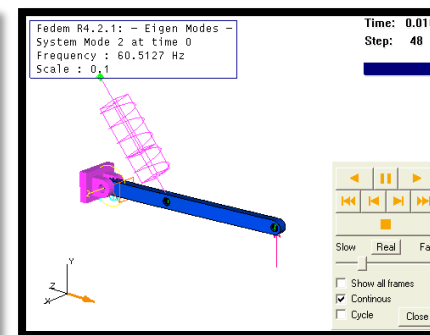 Fedem R4.2.1: - Eigen Modes -
System Mode 2 at time 0
Frequency : 60.5127 Hz
Scale : 0.1
Time: 0.01
Step: 48
Slow Real Fa
Show all frames
Continous
Cycle Close
Y
Z
X